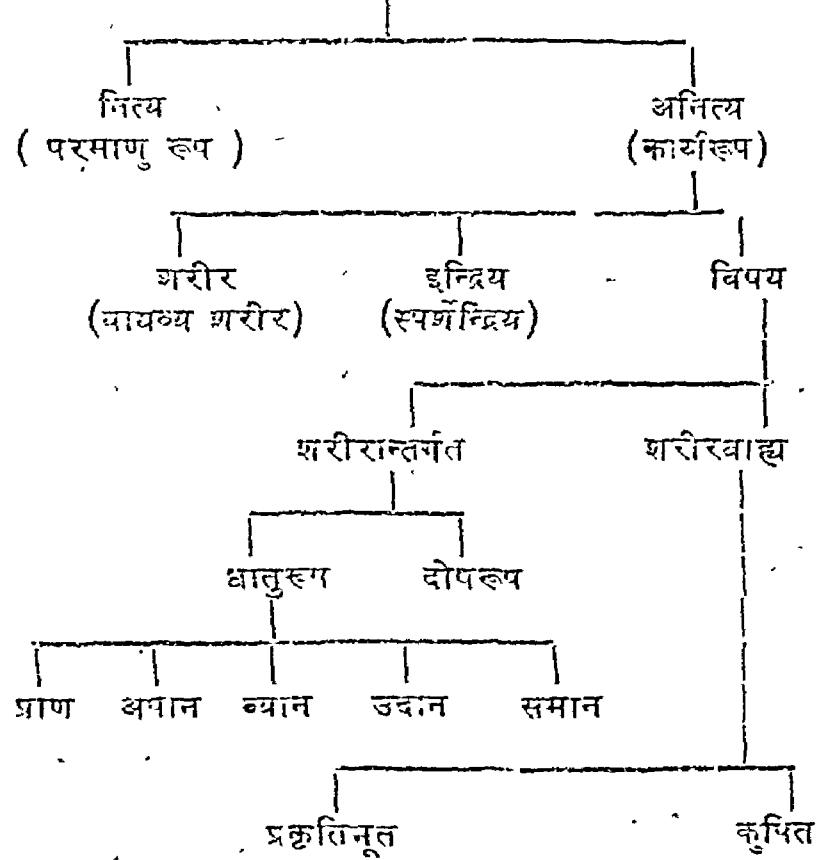 नित्य अनित्य
( परमाणु रूप ) (कार्यरूप)
शरीर इन्द्रिय विषय
(वायव्य शरीर) (स्पर्शेन्द्रिय)
शरीरान्तर्गत शरीरबाह्य
धातुरूप दोषरूप
प्राण अपान व्यान उदान समान
प्रकृतिभूत कुपित